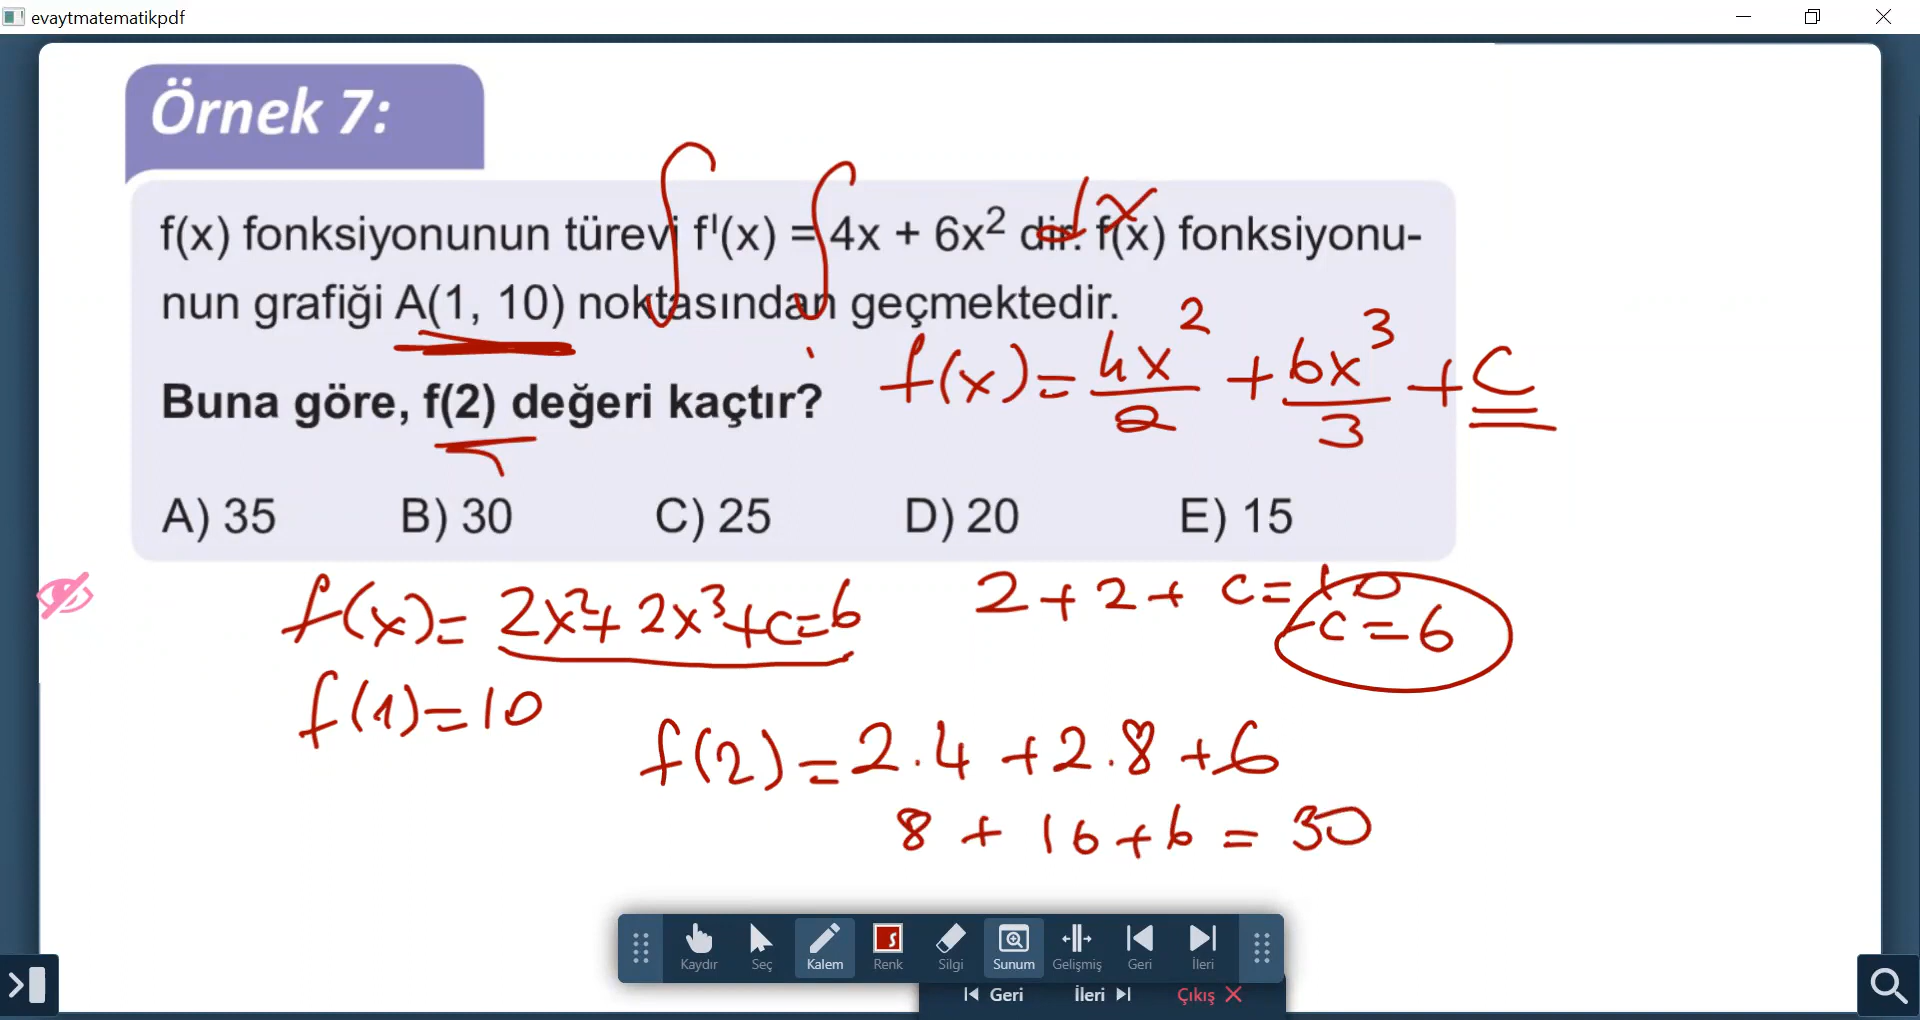 evaytmatematikpdf
Örnek 7:
f(x) fonksiyonunun türevi f'(x) = 4x + 6x² dir. f(x) fonksiyonu-
∫ ∫ dx
nun grafiği A(1, 10) noktasından geçmektedir.
f(x) = 4x²/2 + 6x³/3 + C
Buna göre, f(2) değeri kaçtır?
A) 35 B) 30 C) 25 D) 20 E) 15
f(x) = 2x² + 2x³ + c = 6
2 + 2 + c = 10
c = 6
f(1) = 10
f(2) = 2.4 + 2.8 + 6
8 + 16 + 6 = 30
Kaydır Seç Kalem Renk Silgi Sunum Gelişmiş Geri İleri
Geri İleri Çıkış